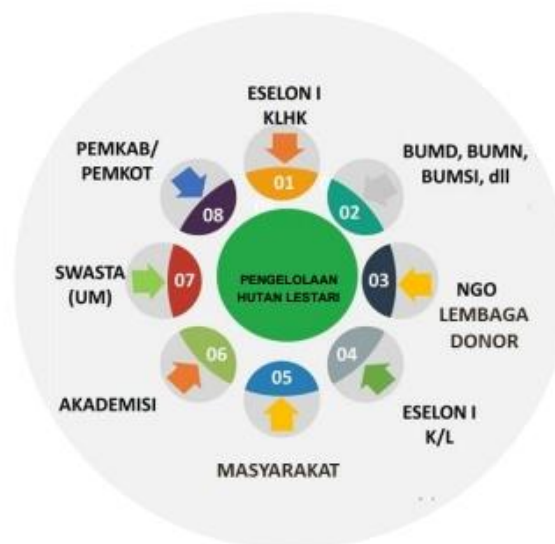 ESELON I
KLHK
01
BUMD, BUMN,
BUMSI, dll
02
NGO
LEMBAGA
DONOR
03
ESELON I
K/L
04
MASYARAKAT
05
AKADEMISI
06
SWASTA
(UM)
07
PEMKAB/
PEMKOT
08
PENGELOLAAN
HUTAN LESTARI